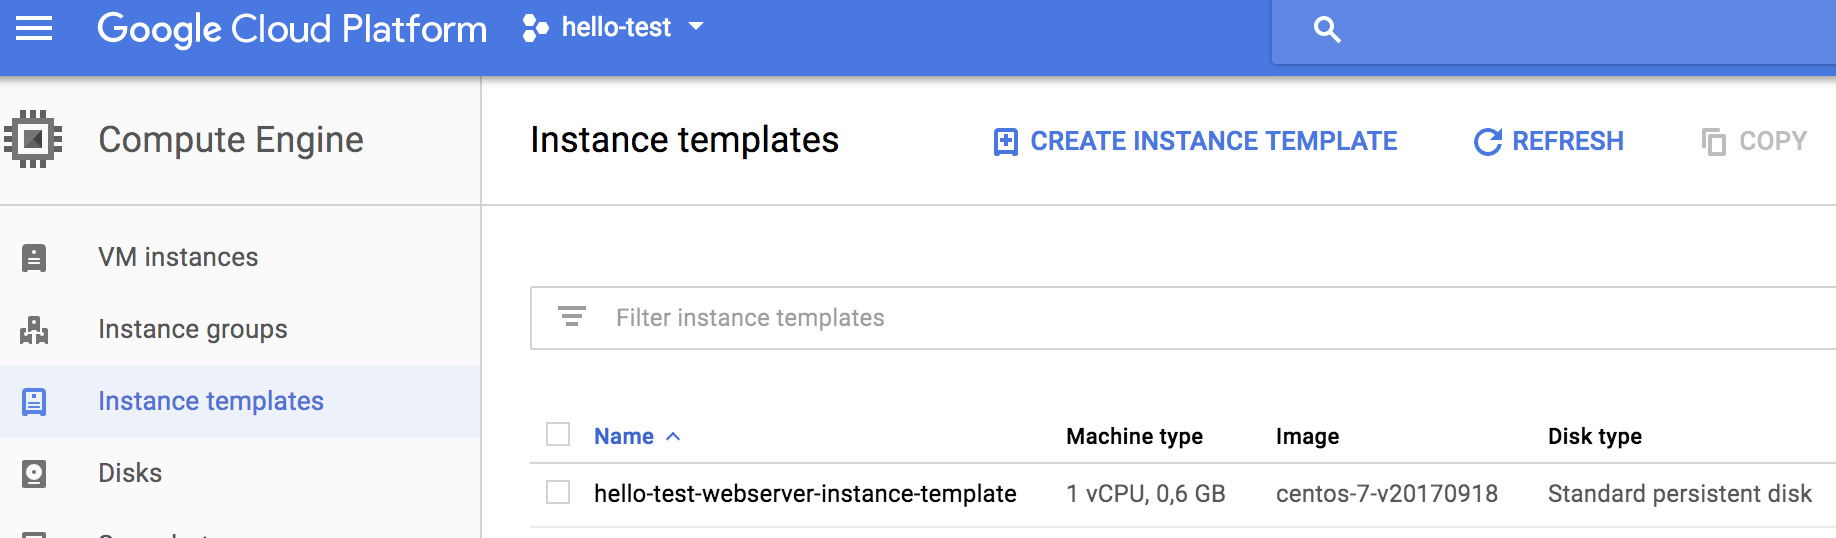 Google Cloud Platform hello-test
Compute Engine
Instance templates CREATE INSTANCE TEMPLATE REFRESH COPY
VM instances
Instance groups
Instance templates
Disks
Filter instance templates
Name Machine type Image Disk type
hello-test-webserver-instance-template 1 vCPU, 0,6 GB centos-7-v20170918 Standard persistent disk